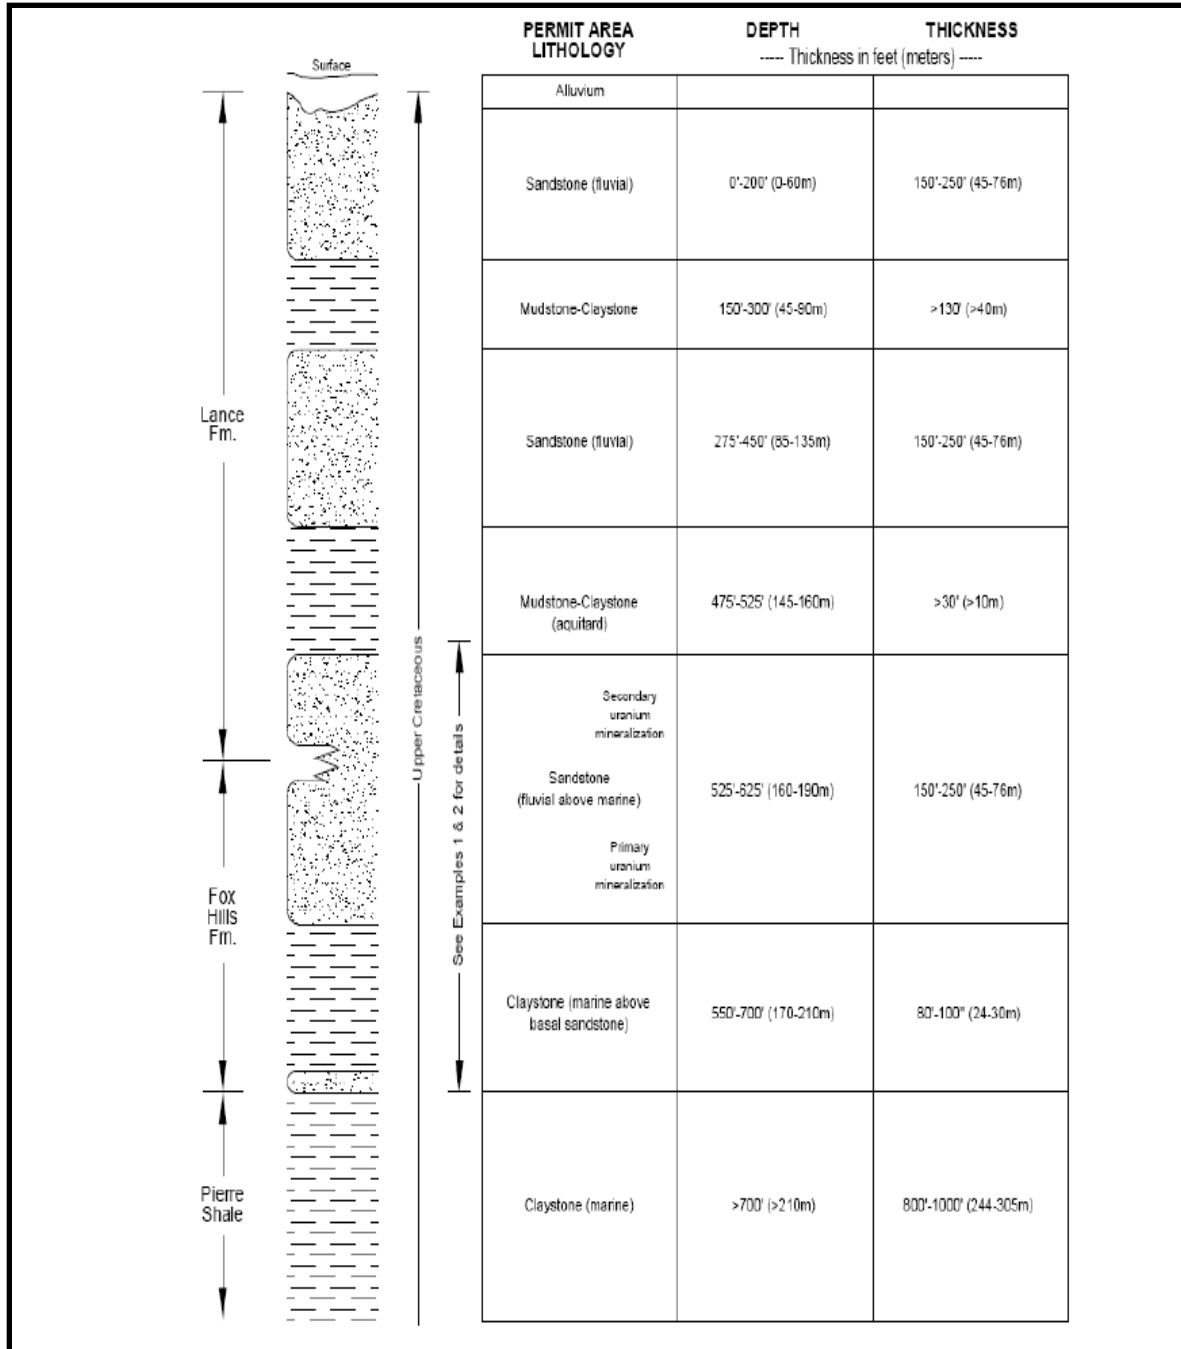 PERMIT AREA
LITHOLOGY
DEPTH
THICKNESS
----- Thickness in feet (meters) -----
Surface
Alluvium
Sandstone (fluvial)
0'-200' (0-60m)
150'-250' (45-76m)
Mudstone-Claystone
150'-300' (45-90m)
>130' (>40m)
Lance
Fm.
Sandstone (fluvial)
275'-450' (85-135m)
150'-250' (45-76m)
Mudstone-Claystone
(aquitard)
475'-525' (145-160m)
>30' (>10m)
Upper Cretaceous
See Examples 1 & 2 for details
Secondary
uranium
mineralization
Sandstone
(fluvial above marine)
525'-625' (160-190m)
150'-250' (45-76m)
Primary
uranium
mineralization
Fox
Hills
Fm.
Claystone (marine above
basal sandstone)
550'-700' (170-210m)
80'-100" (24-30m)
Pierre
Shale
Claystone (marine)
>700' (>210m)
800'-1000' (244-305m)